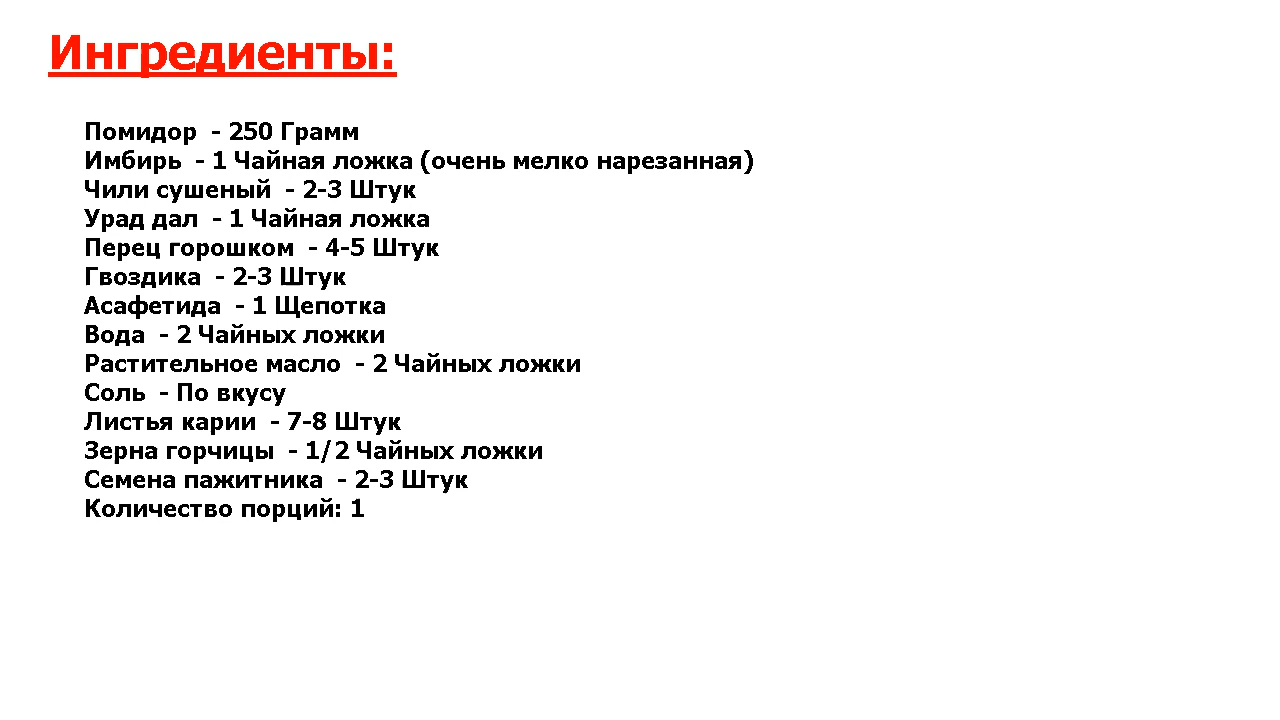 Ингредиенты:
Помидор - 250 Грамм
Имбирь - 1 Чайная ложка (очень мелко нарезанная)
Чили сушеный - 2-3 Штук
Урад дал - 1 Чайная ложка
Перец горошком - 4-5 Штук
Гвоздика - 2-3 Штук
Асафетида - 1 Щепотка
Вода - 2 Чайных ложки
Растительное масло - 2 Чайных ложки
Соль - По вкусу
Листья карии - 7-8 Штук
Зерна горчицы - 1/2 Чайных ложки
Семена пажитника - 2-3 Штук
Количество порций: 1